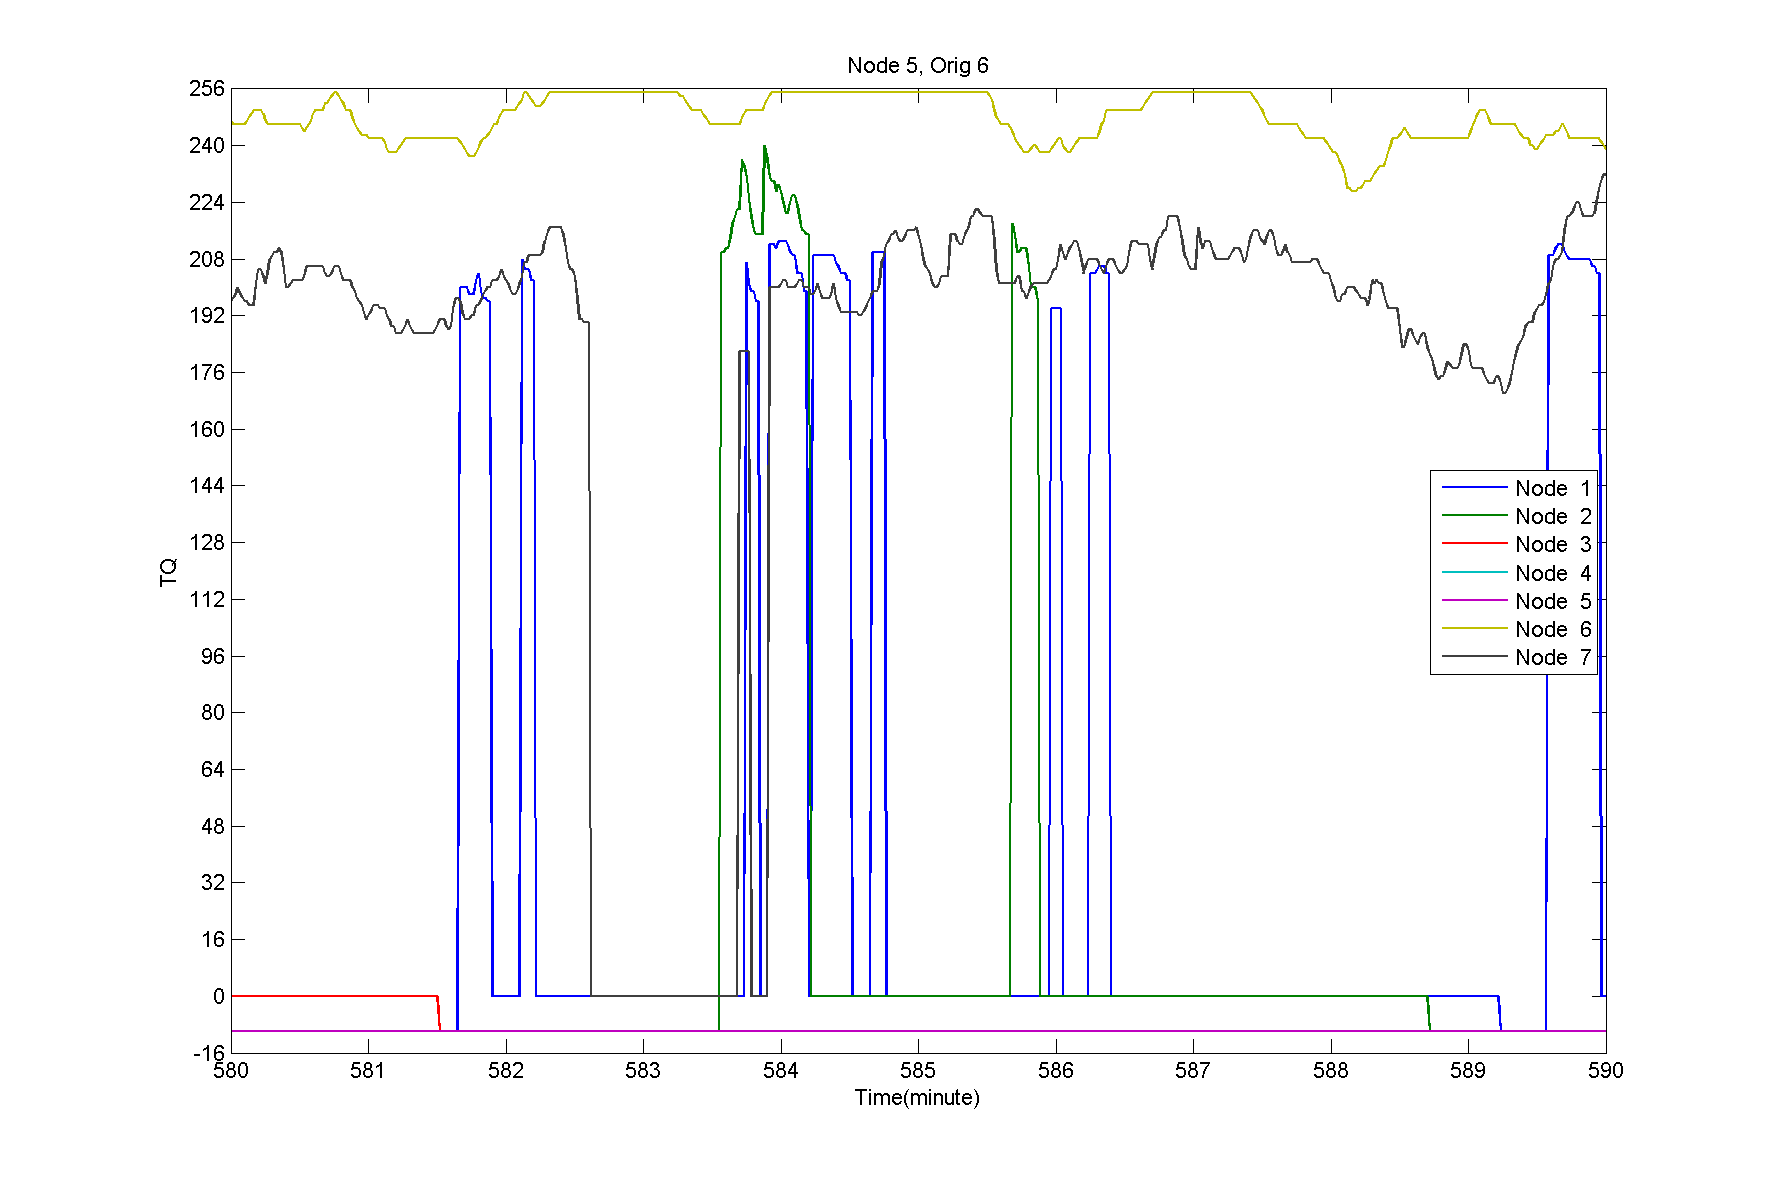 Node 5, Orig 6
256
240
224
208
192
176
160
144
128
112
96
80
64
48
32
16
0
-16
TQ
580 581 582 583 584 585 586 587 588 589 590
Time(minute)
Node 1
Node 2
Node 3
Node 4
Node 5
Node 6
Node 7